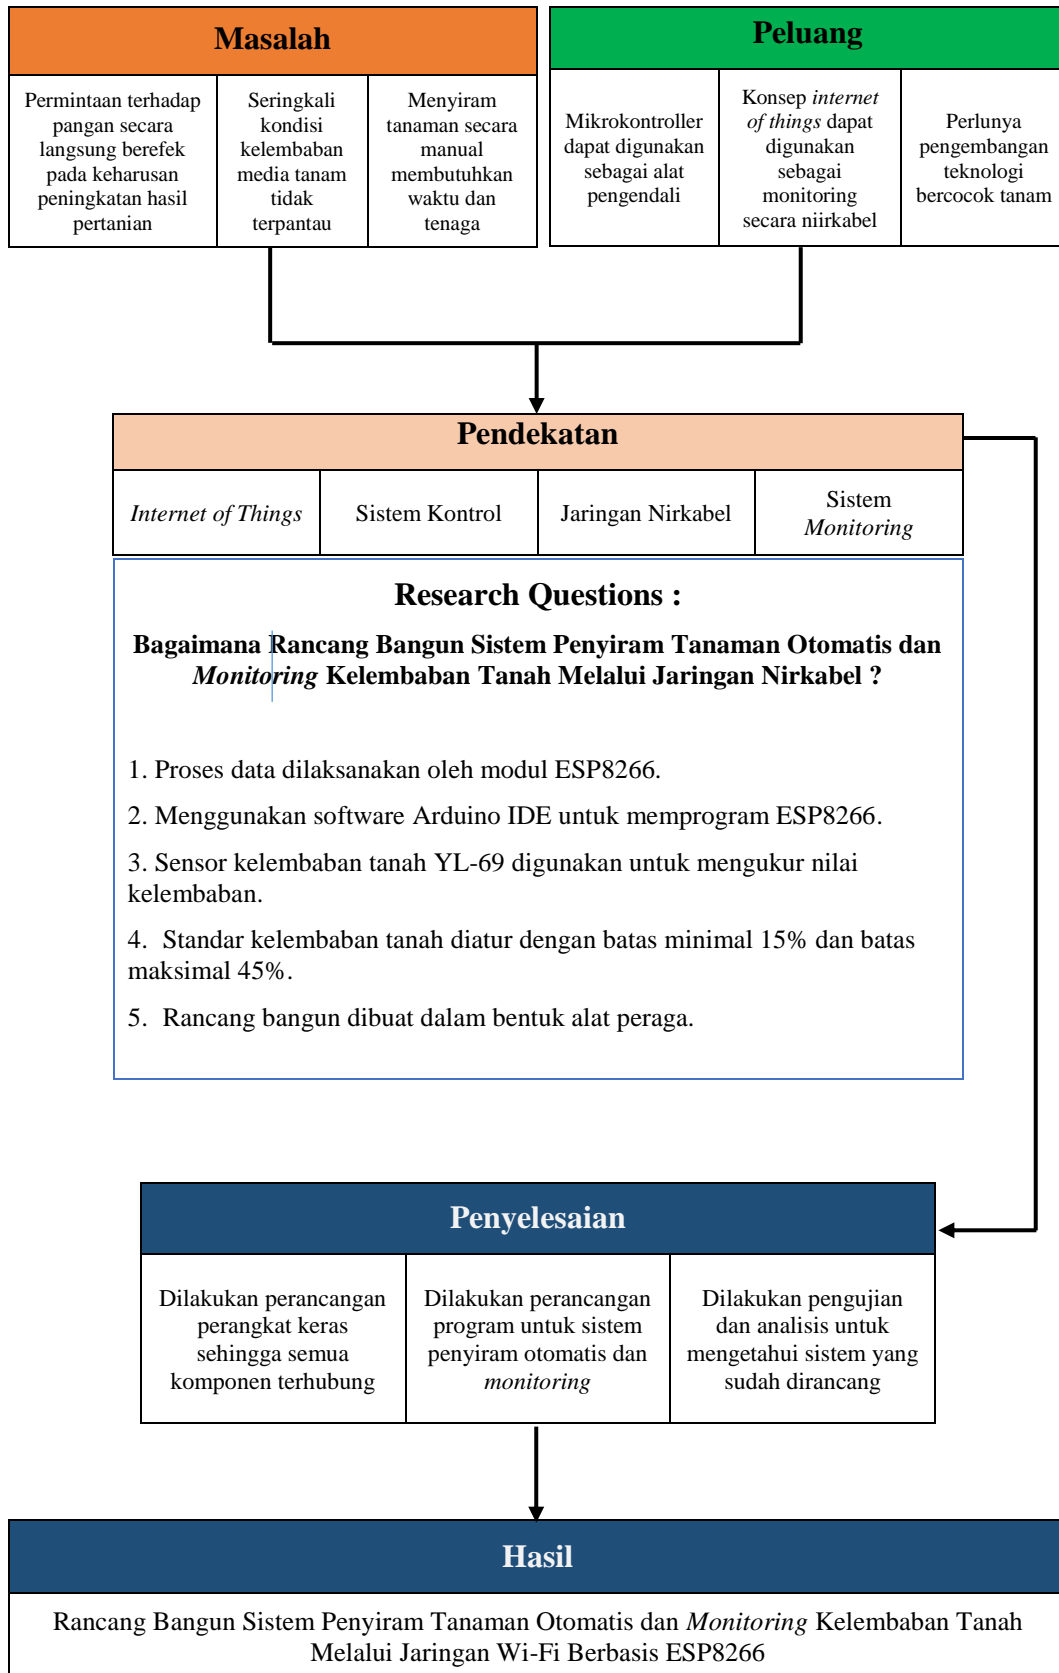 Masalah
Permintaan terhadap
pangan secara
langsung berefek
pada keharusan
peningkatan hasil
pertanian
Seringkali
kondisi
kelembaban
media tanam
tidak
terpantau
Menyiram
tanaman secara
manual
membutuhkan
waktu dan
tenaga
Peluang
Mikrokontroller
dapat digunakan
sebagai alat
pengendali
Konsep internet
of things dapat
digunakan
sebagai
monitoring
secara niirkabel
Perlunya
pengembangan
teknologi
bercocok tanam
Pendekatan
Internet of Things
Sistem Kontrol
Jaringan Nirkabel
Sistem
Monitoring
Research Questions :
Bagaimana Rancang Bangun Sistem Penyiram Tanaman Otomatis dan
Monitoring Kelembaban Tanah Melalui Jaringan Nirkabel ?
1. Proses data dilaksanakan oleh modul ESP8266.
2. Menggunakan software Arduino IDE untuk memprogram ESP8266.
3. Sensor kelembaban tanah YL-69 digunakan untuk mengukur nilai
kelembaban.
4. Standar kelembaban tanah diatur dengan batas minimal 15% dan batas
maksimal 45%.
5. Rancang bangun dibuat dalam bentuk alat peraga.
Penyelesaian
Dilakukan perancangan
perangkat keras
sehingga semua
komponen terhubung
Dilakukan perancangan
program untuk sistem
penyiram otomatis dan
monitoring
Dilakukan pengujian
dan analisis untuk
mengetahui sistem yang
sudah dirancang
Hasil
Rancang Bangun Sistem Penyiram Tanaman Otomatis dan Monitoring Kelembaban Tanah
Melalui Jaringan Wi-Fi Berbasis ESP8266